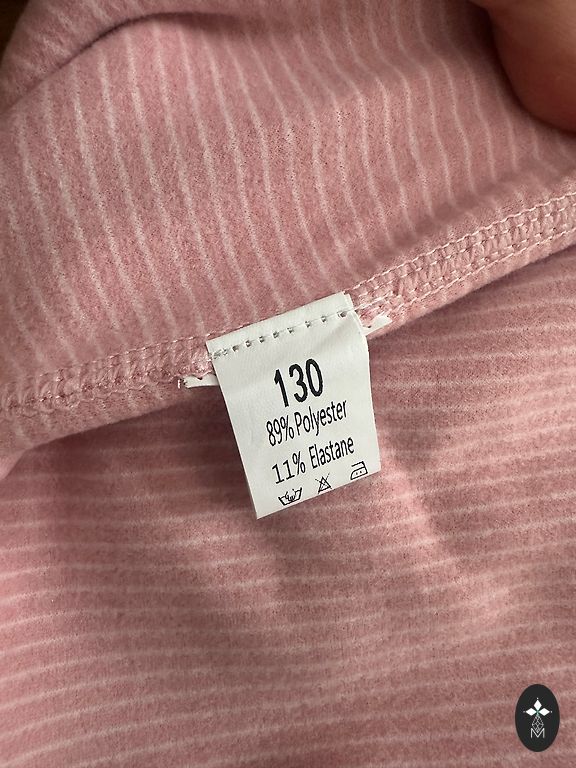 130
89% Polyester
11% Elastane
M